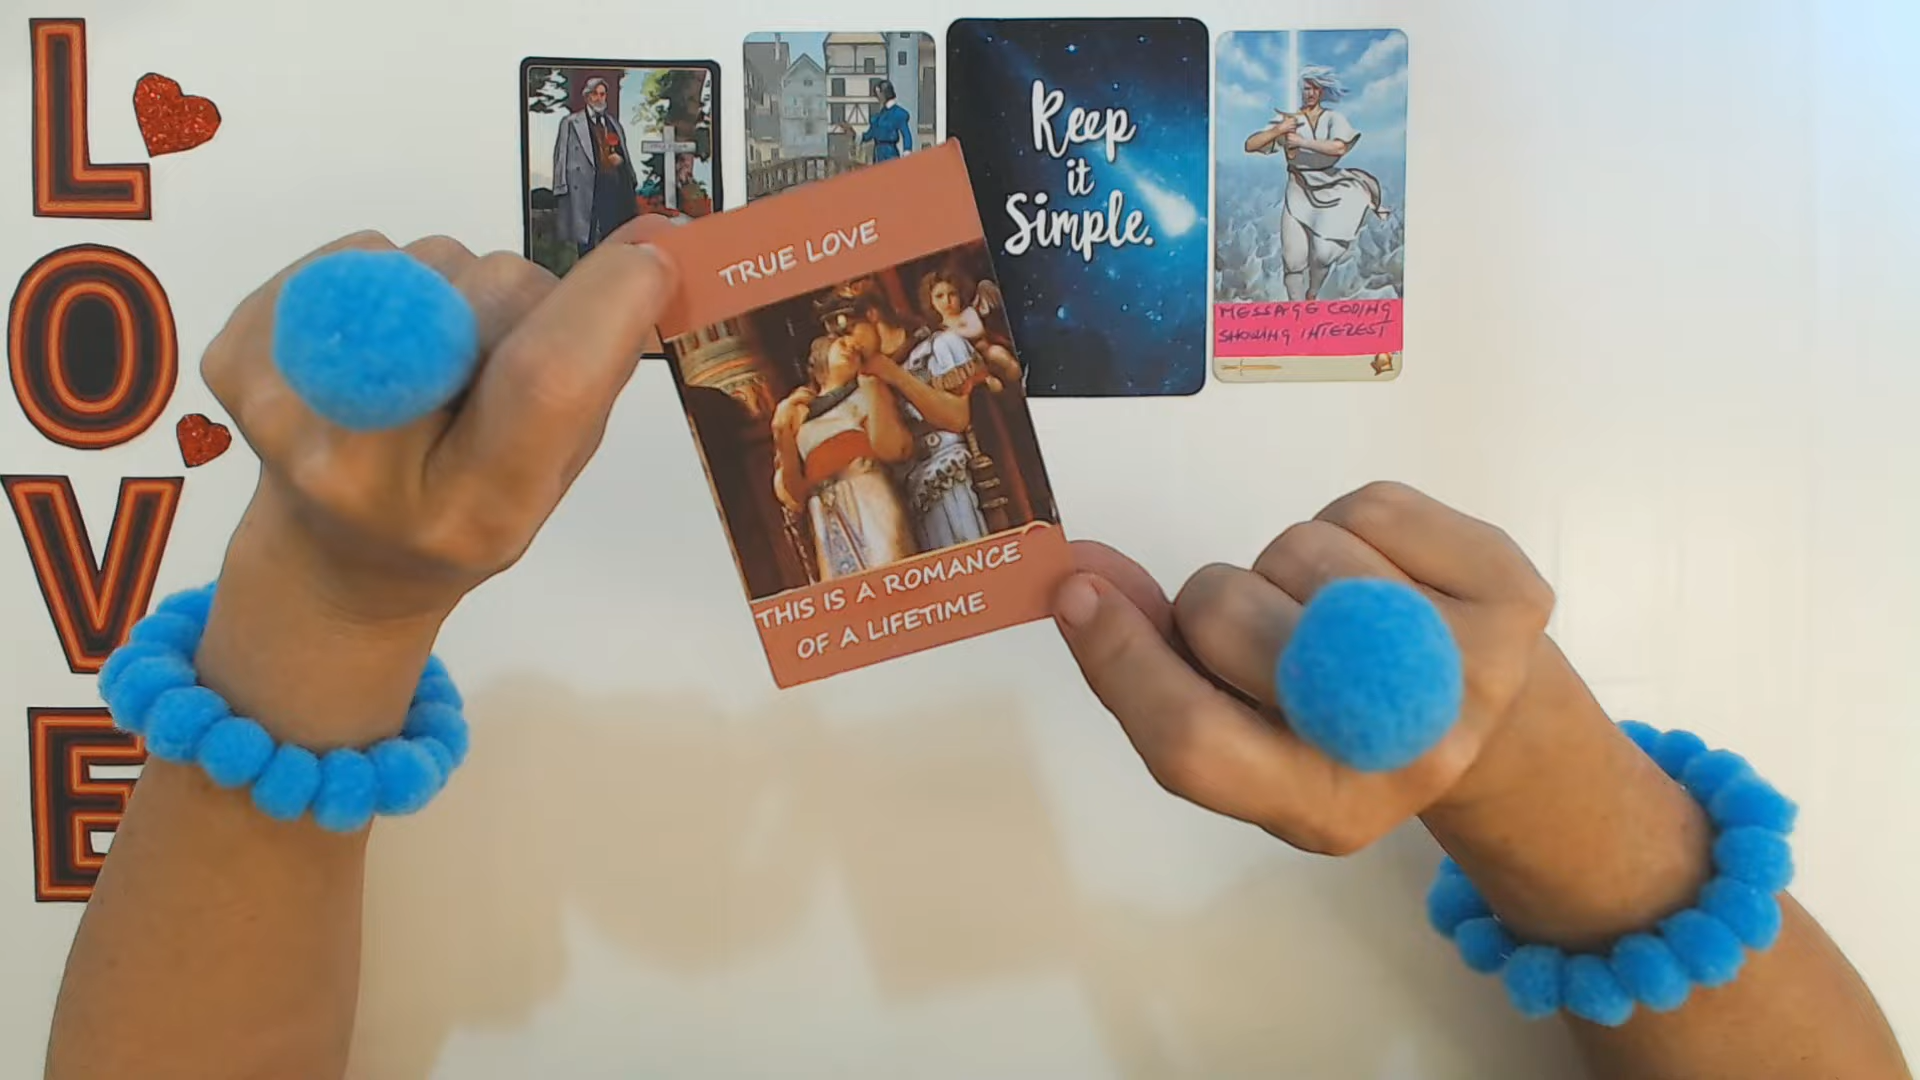 LOVE
Keep
it
Simple.
MESSAGE CODING
SHOWING INTEREST
TRUE LOVE
THIS IS A ROMANCE
OF A LIFETIME